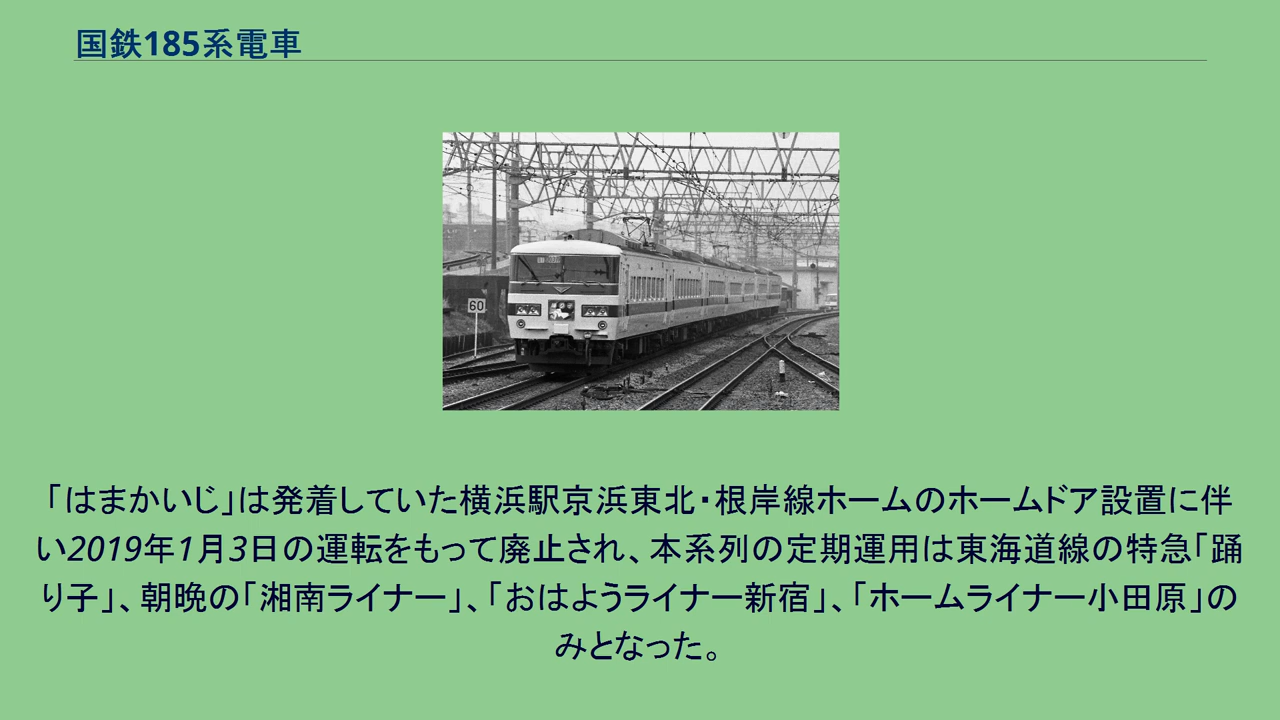 国鉄185系電車
60
「はまかいじ」は発着していた横浜駅京浜東北・根岸線ホームのホームドア設置に伴
い2019年1月3日の運転をもって廃止され、本系列の定期運用は東海道線の特急「踊
り子」、朝晩の「湘南ライナー」、「おはようライナー新宿」、「ホームライナー小田原」の
みとなった。